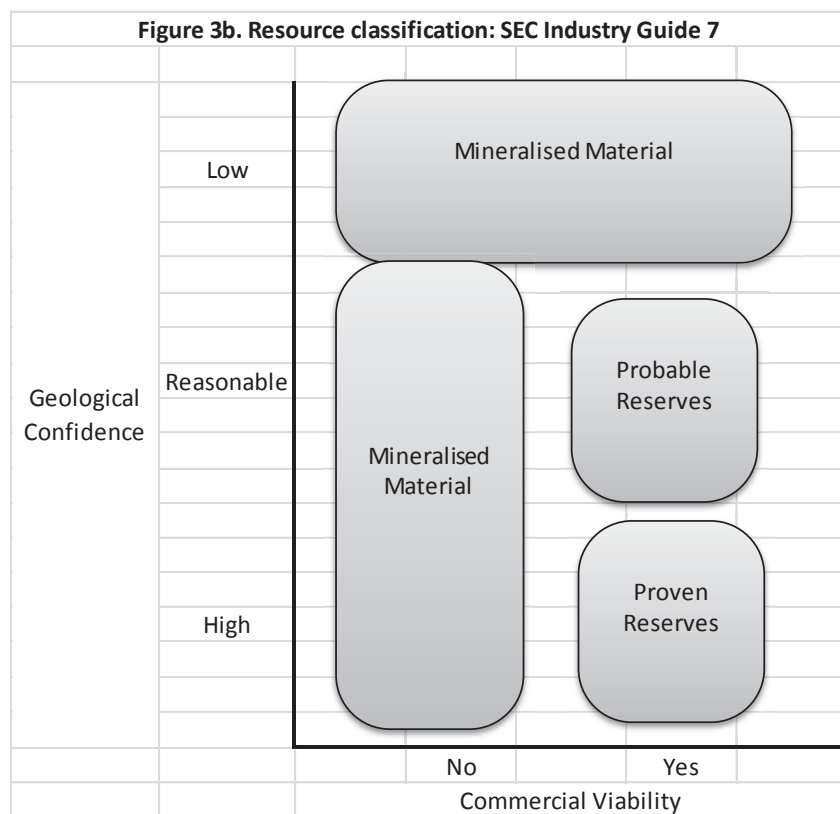 Figure 3b. Resource classification: SEC Industry Guide 7
Mineralised Material
Low
Probable
Reserves
Reasonable
Geological
Confidence
Mineralised
Material
Proven
Reserves
High
No
Yes
Commercial Viability